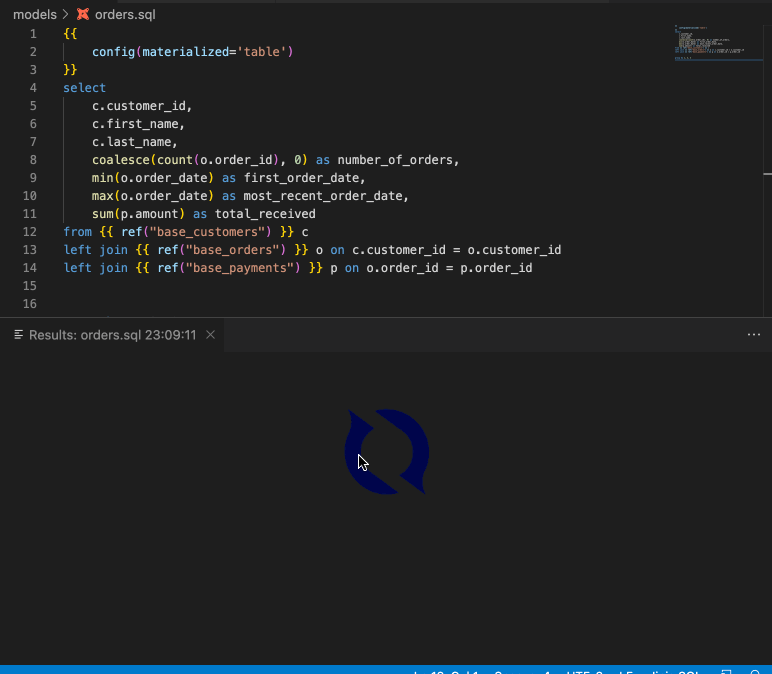 models > orders.sql
1 {{
2 config(materialized='table')
3 }}
4 select
5 c.customer_id,
6 c.first_name,
7 c.last_name,
8 coalesce(count(o.order_id), 0) as number_of_orders,
9 min(o.order_date) as first_order_date,
10 max(o.order_date) as most_recent_order_date,
11 sum(p.amount) as total_received
12 from {{ ref("base_customers") }} c
13 left join {{ ref("base_orders") }} o on c.customer_id = o.customer_id
14 left join {{ ref("base_payments") }} p on o.order_id = p.order_id
15
16
Results: orders.sql 23:09:11